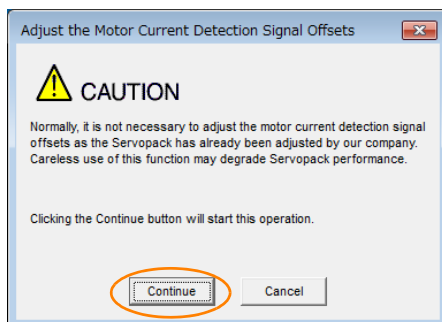 Adjust the Motor Current Detection Signal Offsets
CAUTION
Normally, it is not necessary to adjust the motor current detection signal
offsets as the Servopack has already been adjusted by our company.
Careless use of this function may degrade Servopack performance.
Clicking the Continue button will start this operation.
Continue Cancel